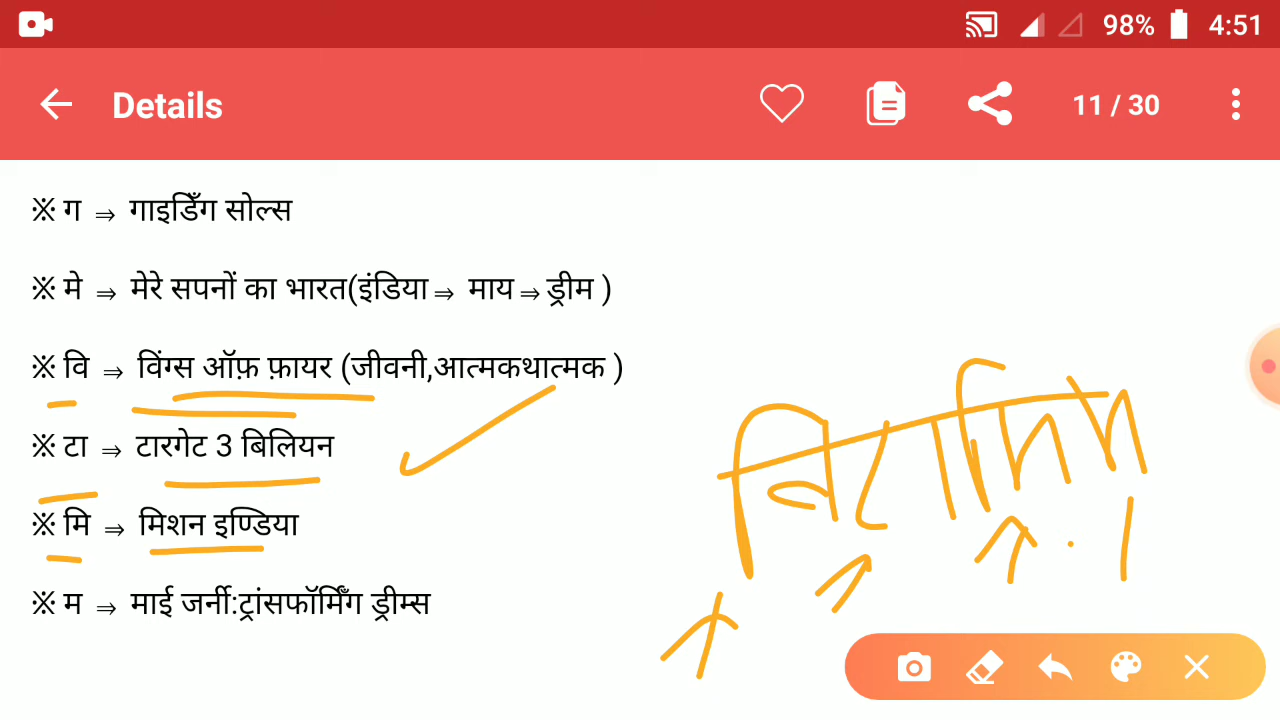 98% 4:51
Details 11 / 30
※ ग ⇒ गाइडिँग सोल्स
※ मे ⇒ मेरे सपनों का भारत(इंडिया⇒ माय⇒ड्रीम )
※ वि ⇒ विंग्स ऑफ़ फ़ायर (जीवनी,आत्मकथात्मक )
※ टा ⇒ टारगेट 3 बिलियन
※ मि ⇒ मिशन इण्डिया
※ म ⇒ माई जर्नी:ट्रांसफॉर्मिँग ड्रीम्स